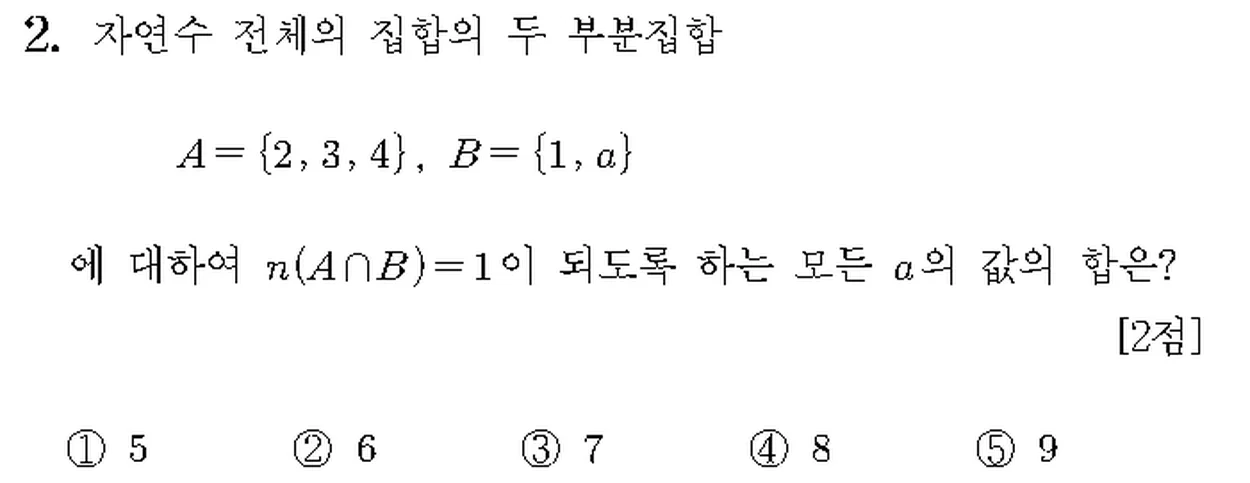 2. 자연수 전체의 집합의 두 부분집합
A = {2, 3, 4}, B = {1, a}
에 대하여 n(A∩B)=1이 되도록 하는 모든 a의 값의 합은?
[2점]
① 5 ② 6 ③ 7 ④ 8 ⑤ 9